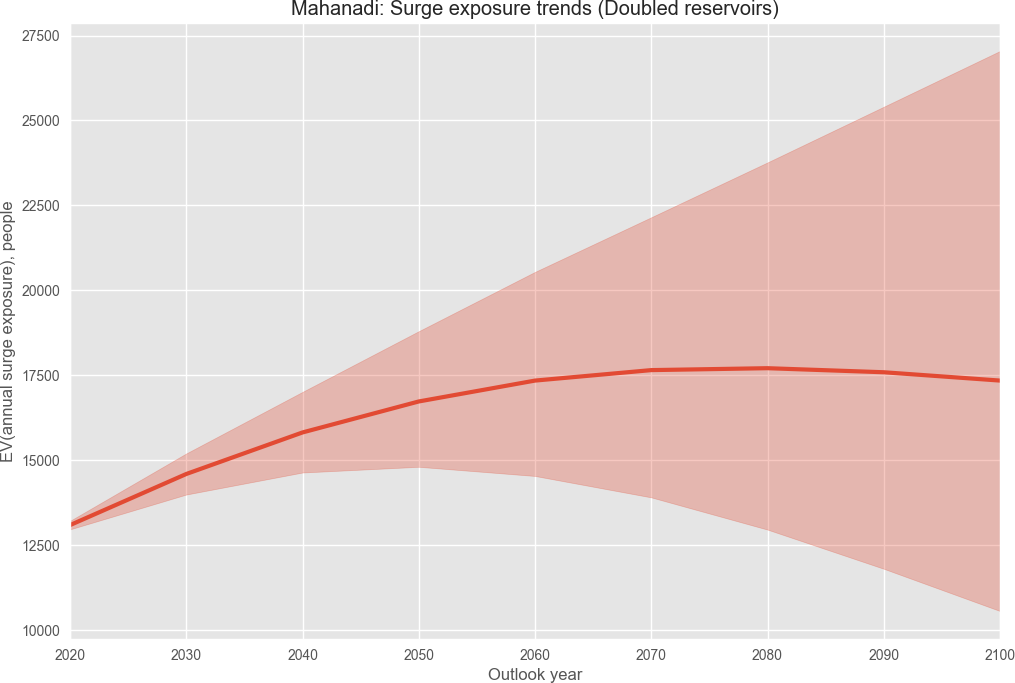 Mahanadi: Surge exposure trends (Doubled reservoirs)
27500
25000
22500
20000
17500
15000
12500
10000
EV(annual surge exposure), people
2020 2030 2040 2050 2060 2070 2080 2090 2100
Outlook year